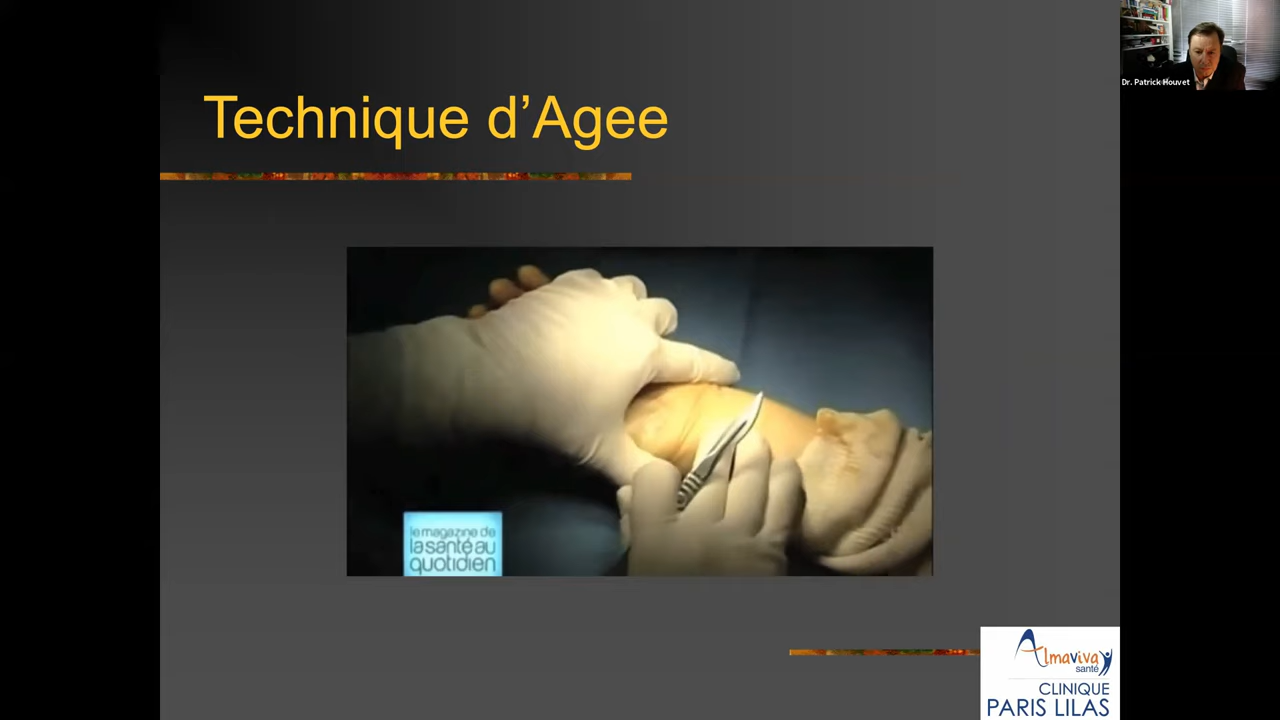 Technique d'Agee
Dr. Patrick Houvet
le magazine de
la santé au
quotidien
Almaviva
santé
CLINIQUE
PARIS LILAS